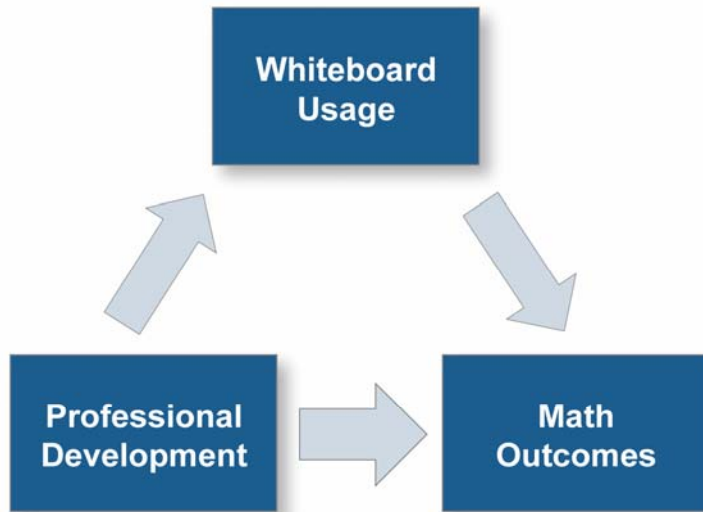 Whiteboard
Usage
Professional
Development
Math
Outcomes